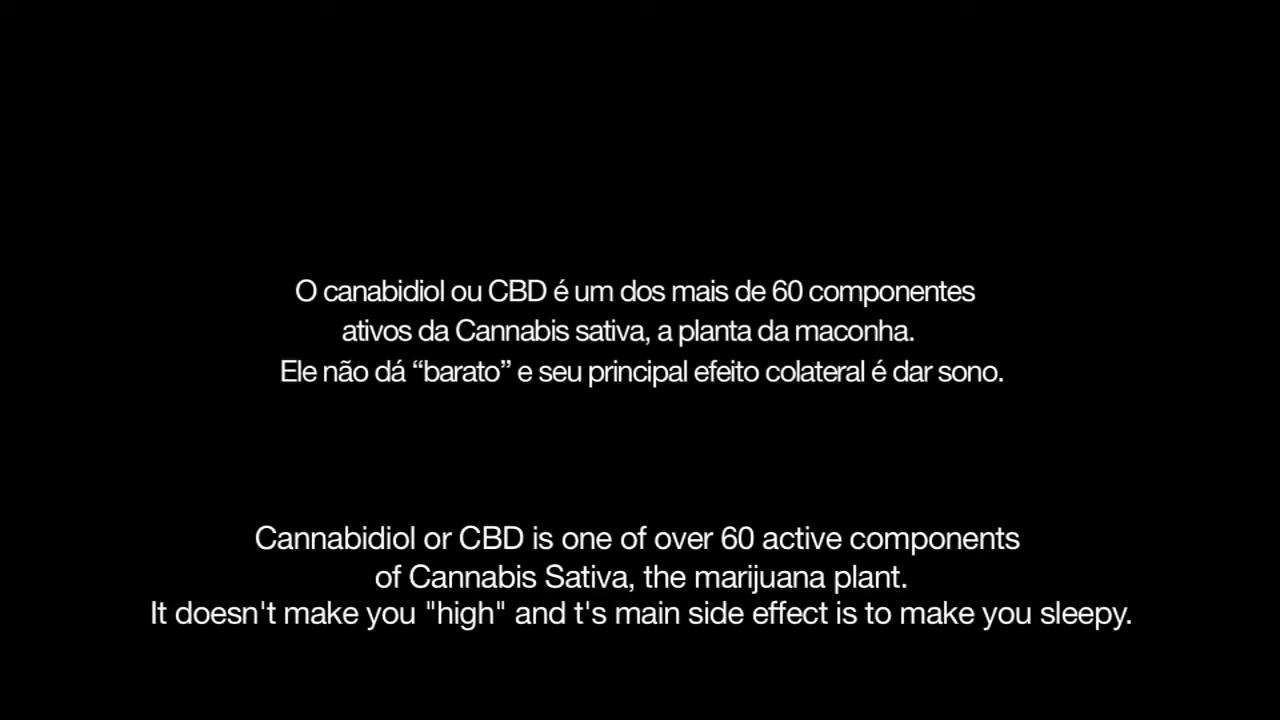 O canabidiol ou CBD é um dos mais de 60 componentes
ativos da Cannabis sativa, a planta da maconha.
Ele não dá “barato” e seu principal efeito colateral é dar sono.
Cannabidiol or CBD is one of over 60 active components
of Cannabis Sativa, the marijuana plant.
It doesn't make you "high" and t's main side effect is to make you sleepy.